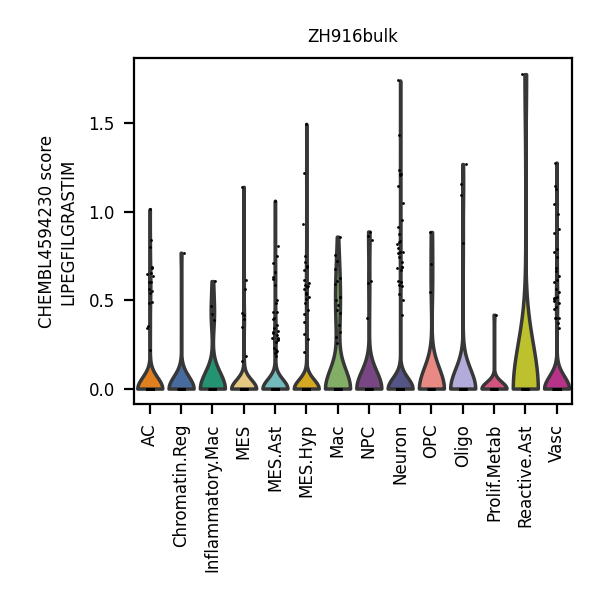 ZH916bulk
CHEMBL4594230 score
LIPEGFILGRASTIM
1.5
1.0
0.5
0.0
AC
Chromatin.Reg
Inflammatory.Mac
MES
MES.Ast
MES.Hyp
Mac
NPC
Neuron
OPC
Oligo
Prolif.Metab
Reactive.Ast
Vasc